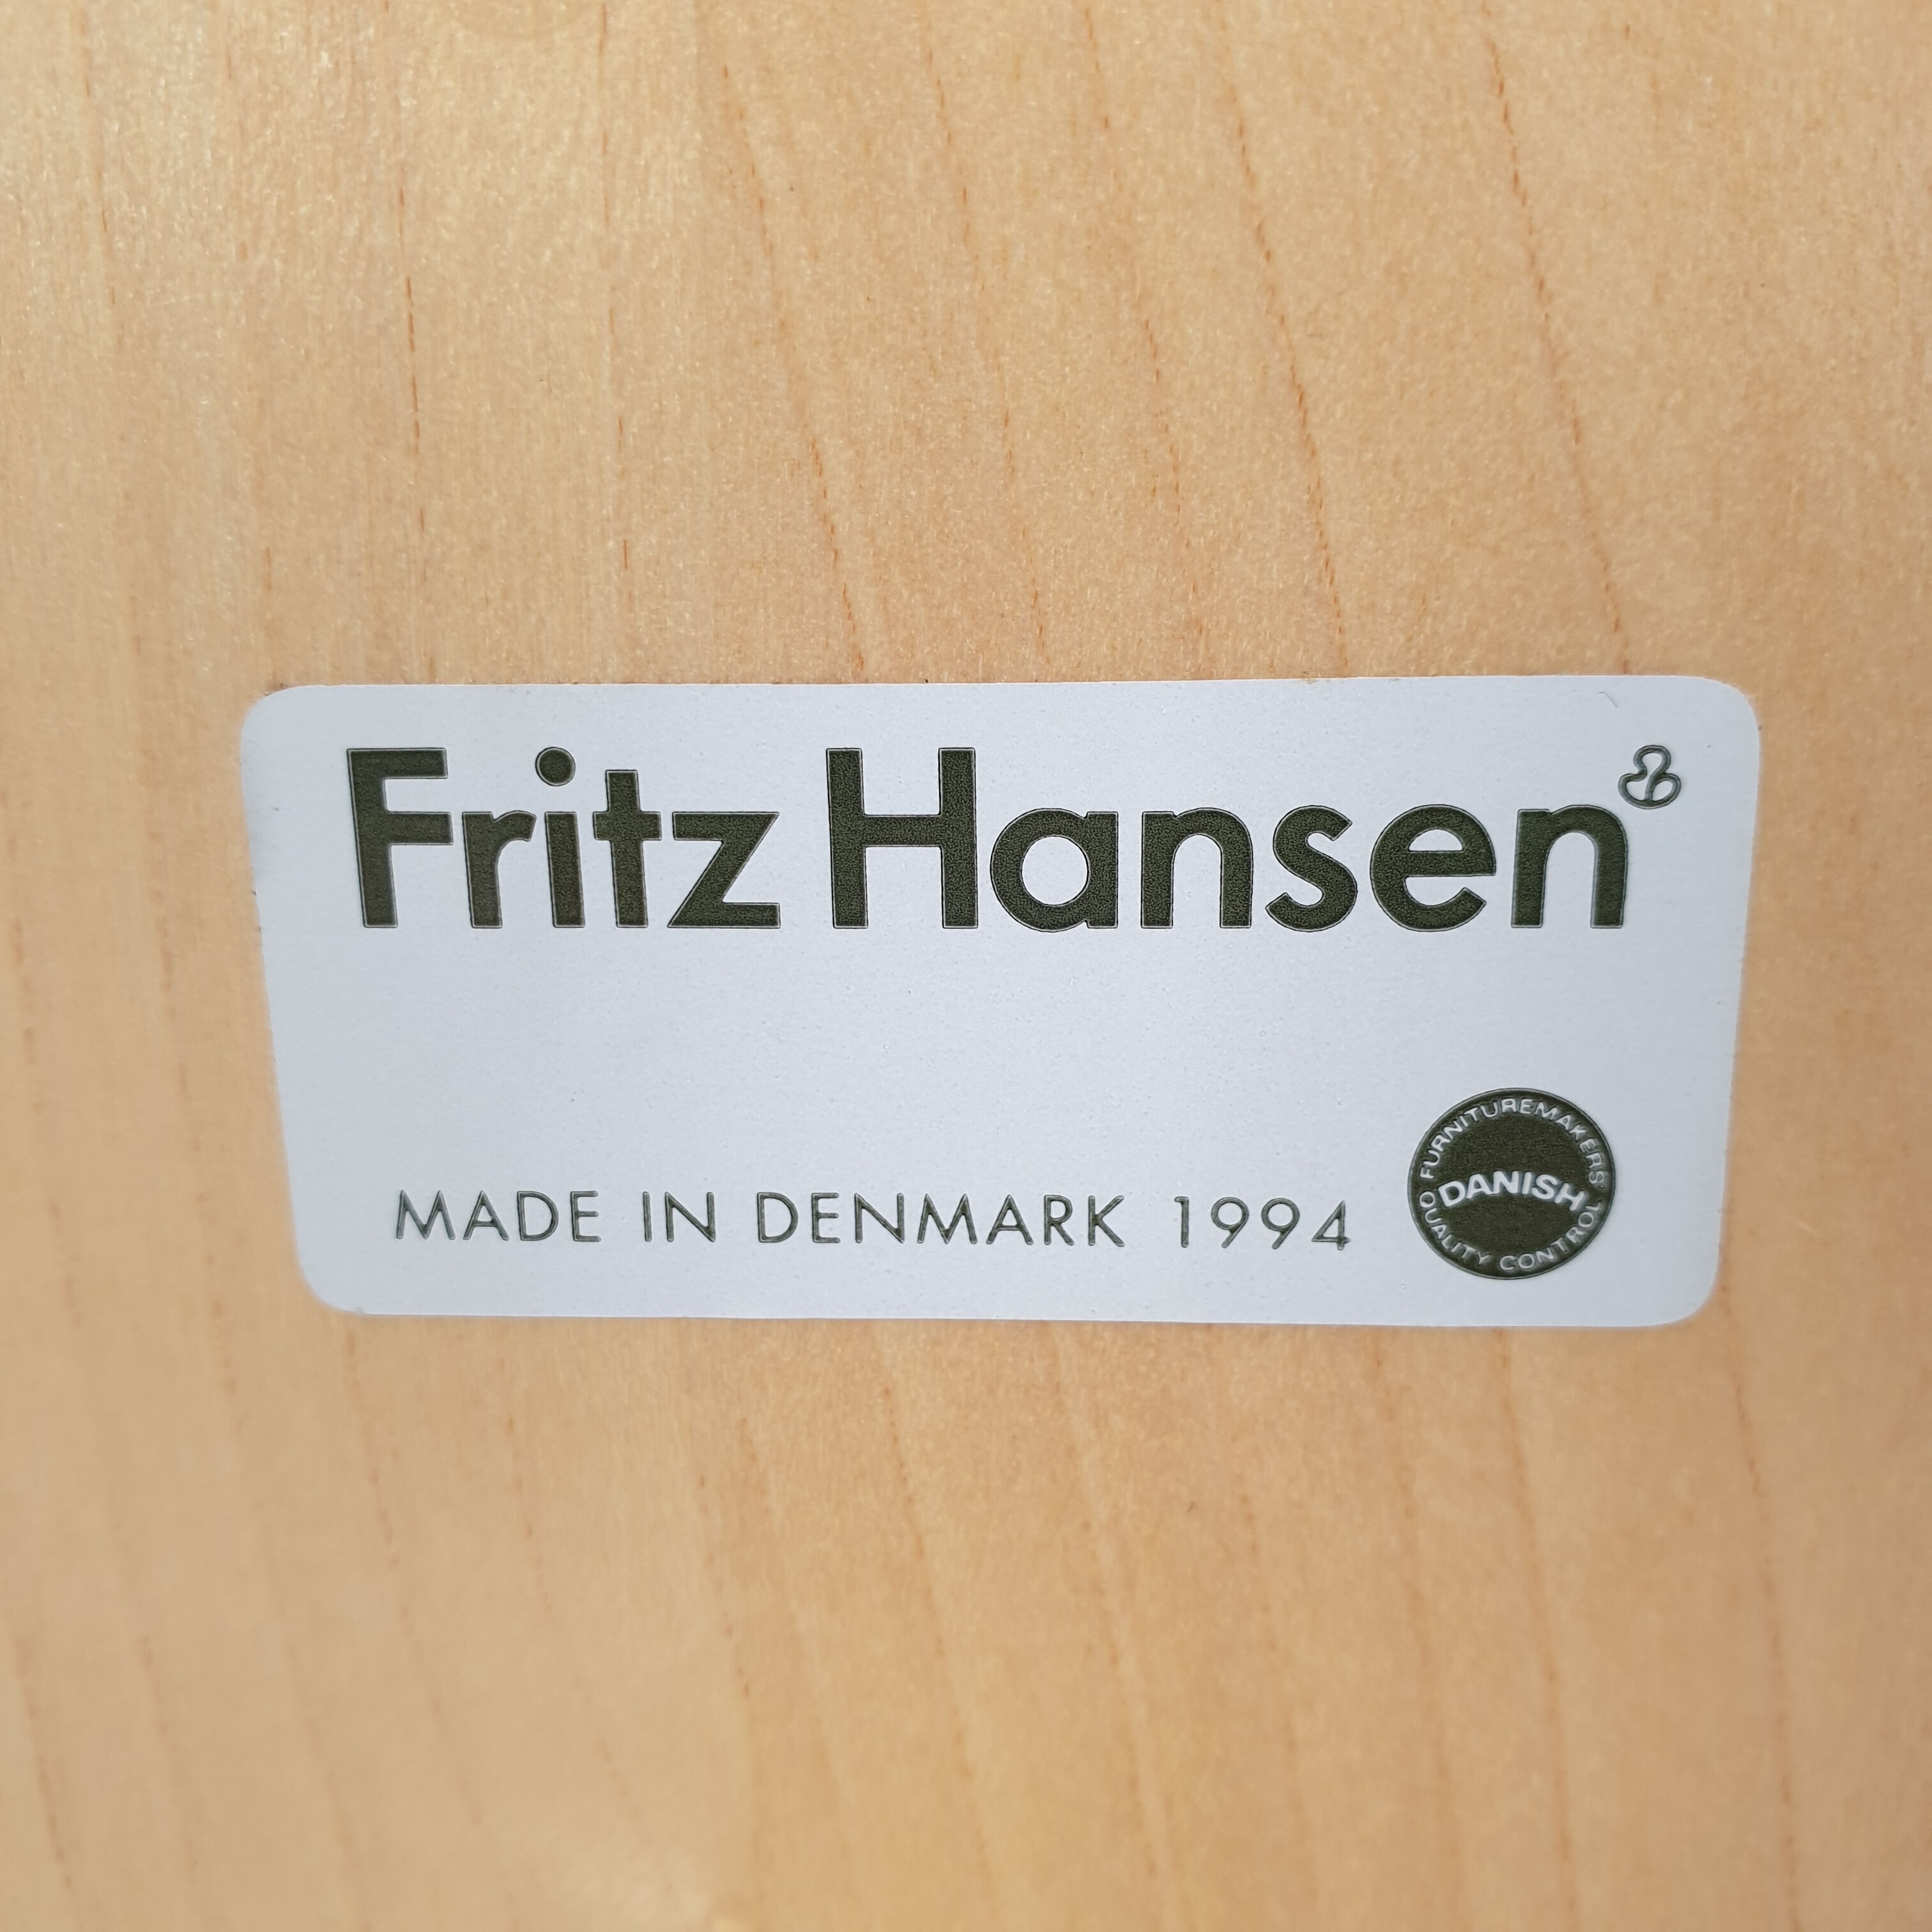 Fritz Hansen
MADE IN DENMARK 1994
FURNITUREMAKERS
DANISH
QUALITY CONTROL